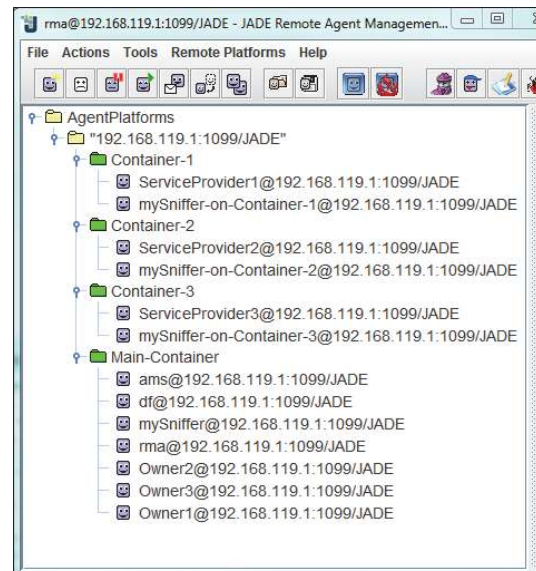 rma@192.168.119.1:1099/JADE - JADE Remote Agent Managemen...
File Actions Tools Remote Platforms Help
AgentPlatforms
"192.168.119.1:1099/JADE"
Container-1
ServiceProvider1@192.168.119.1:1099/JADE
mySniffer-on-Container-1@192.168.119.1:1099/JADE
Container-2
ServiceProvider2@192.168.119.1:1099/JADE
mySniffer-on-Container-2@192.168.119.1:1099/JADE
Container-3
ServiceProvider3@192.168.119.1:1099/JADE
mySniffer-on-Container-3@192.168.119.1:1099/JADE
Main-Container
ams@192.168.119.1:1099/JADE
df@192.168.119.1:1099/JADE
mySniffer@192.168.119.1:1099/JADE
rma@192.168.119.1:1099/JADE
Owner2@192.168.119.1:1099/JADE
Owner3@192.168.119.1:1099/JADE
Owner1@192.168.119.1:1099/JADE